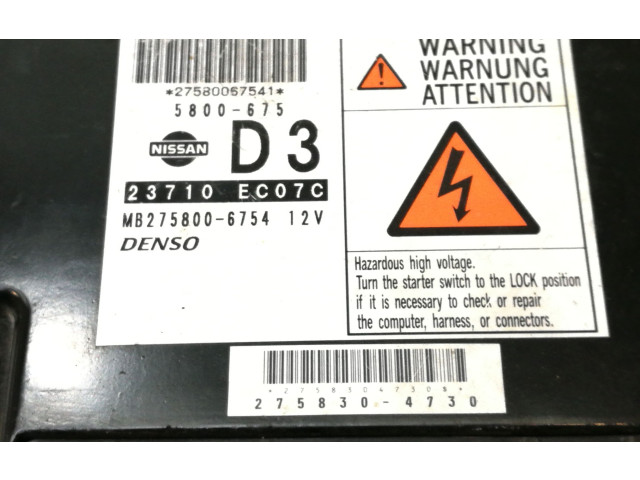 *27580067541*
5800-675
NISSAN D3
23710 EC07C
MB275800-6754 12V
DENSO
WARNING
WARNUNG
ATTENTION
Hazardous high voltage.
Turn the starter switch to the LOCK position
if it is necessary to check or repair
the computer, harness, or connectors.
*2758304730$*
275830-4730